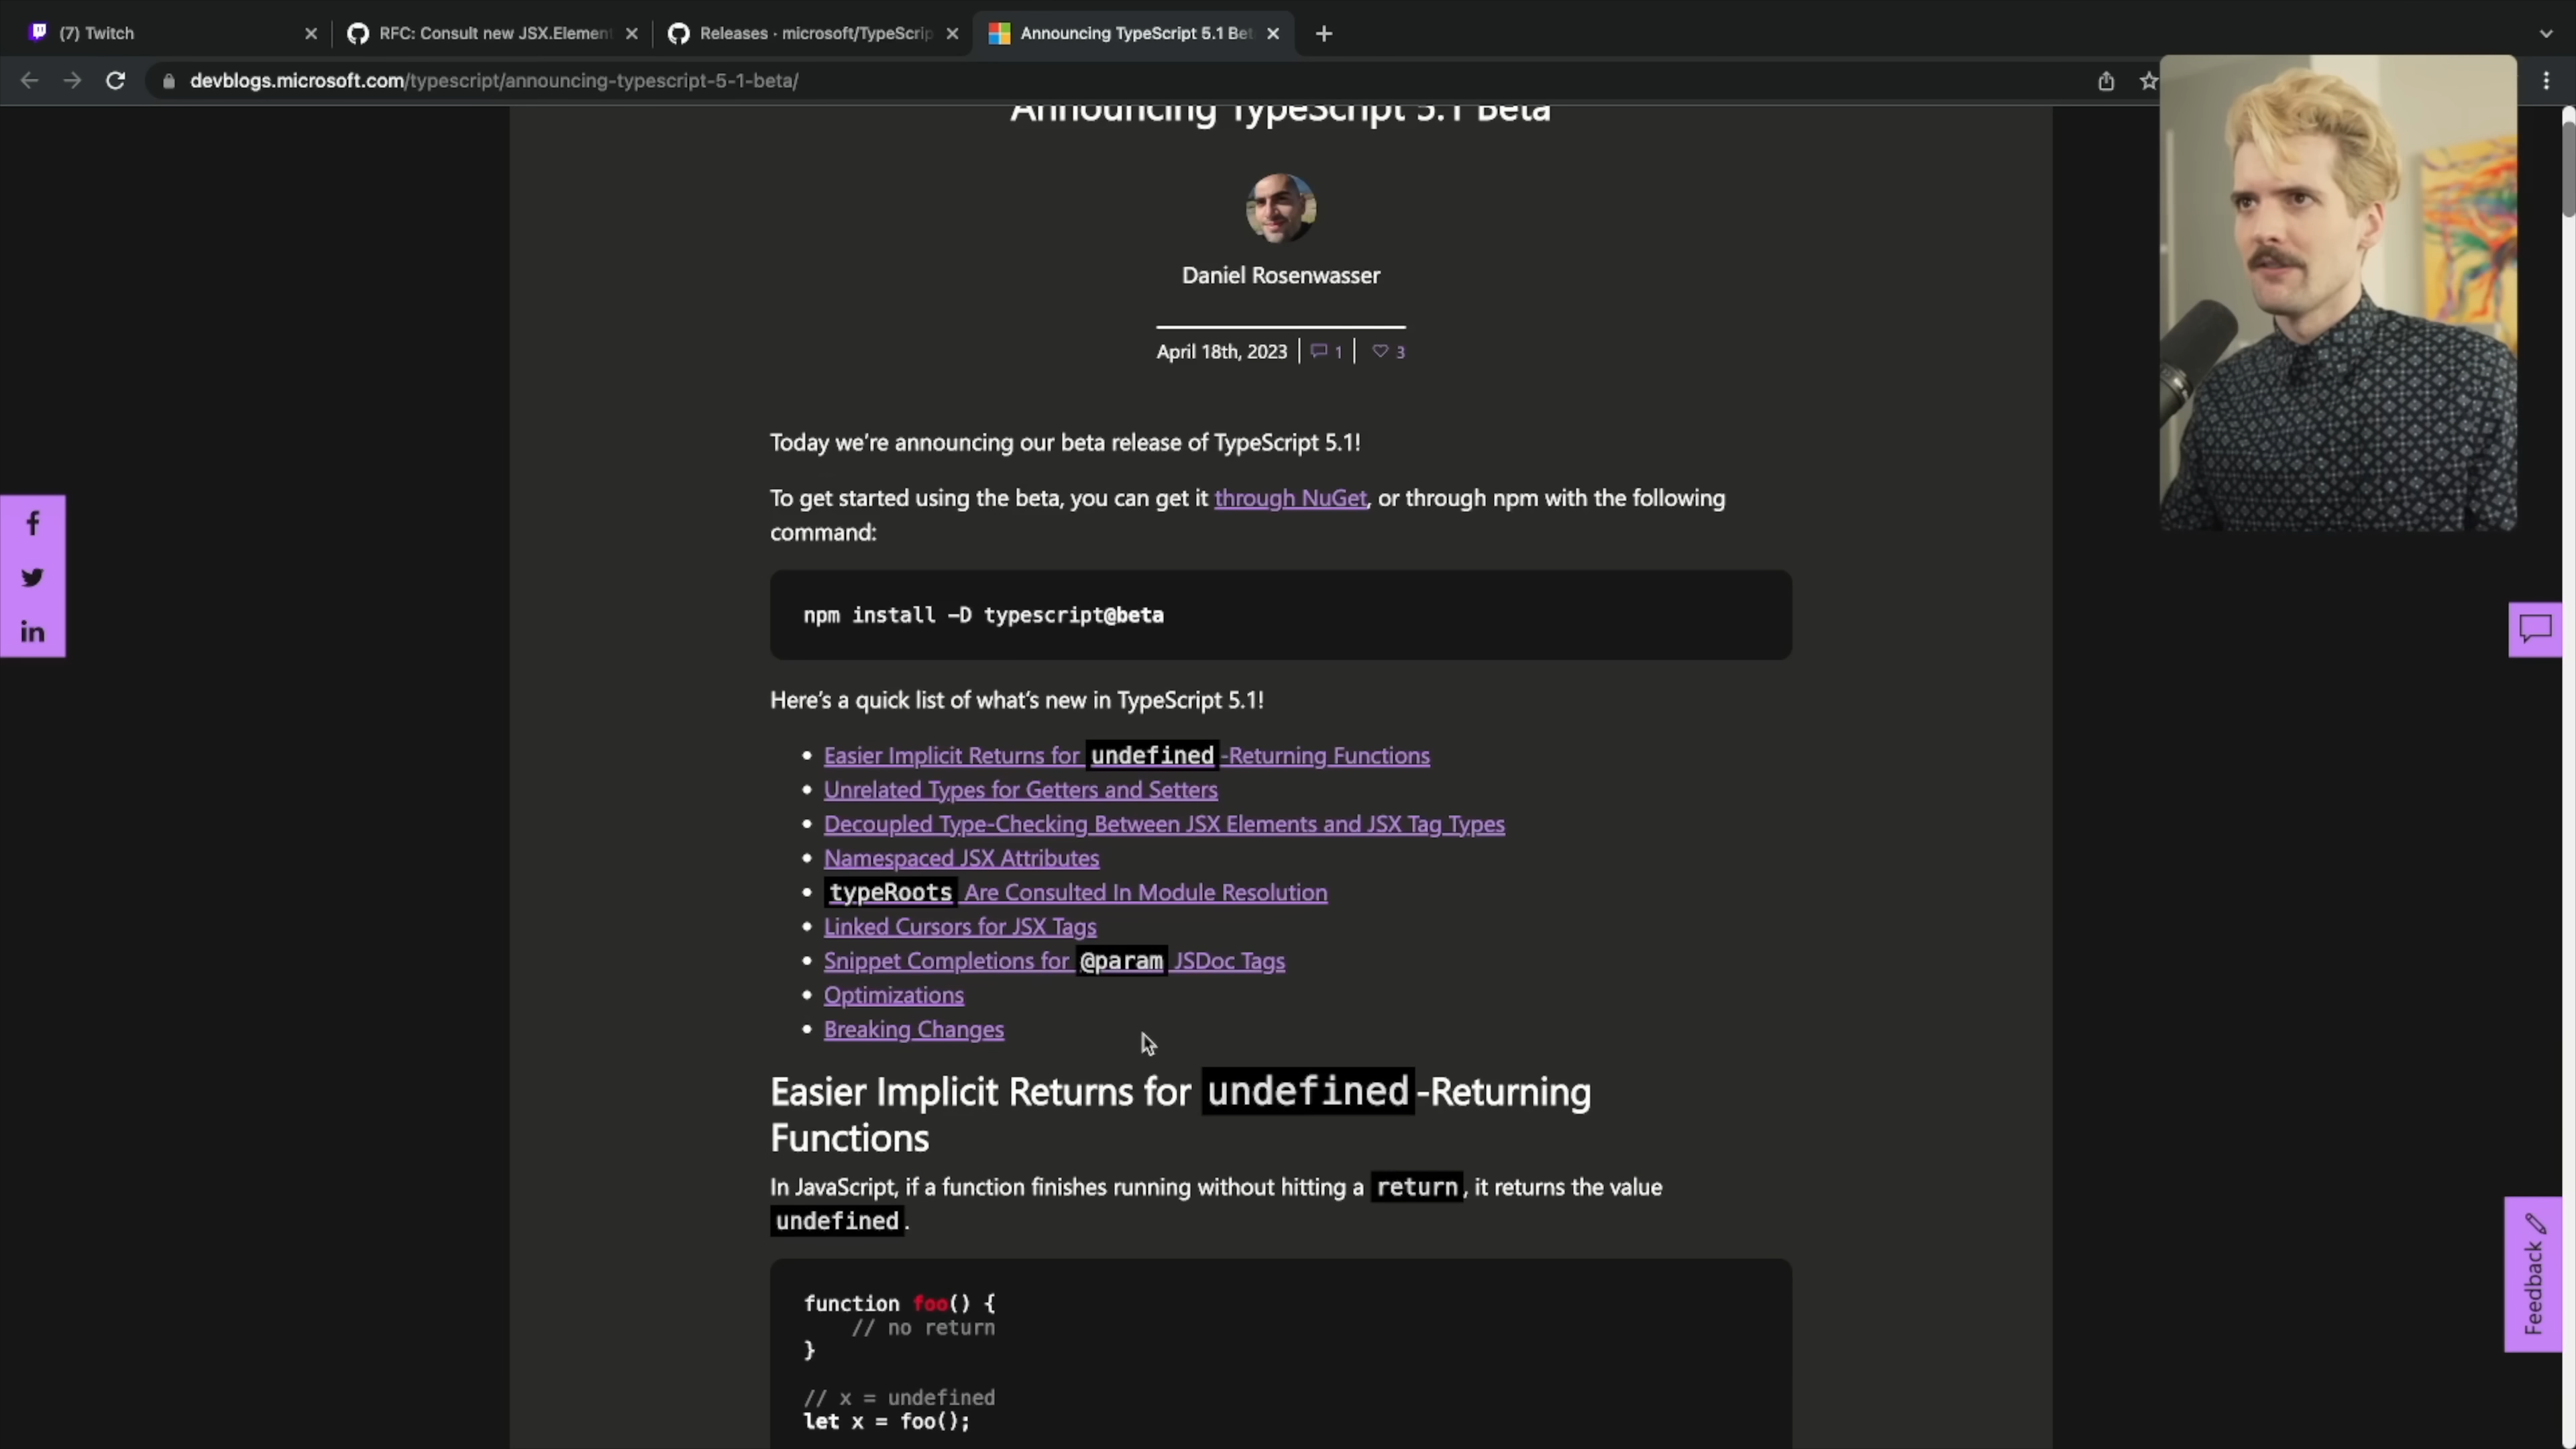 (7) Twitch
RFC: Consult new JSX.Elemen
Releases · microsoft/TypeScrip
Announcing TypeScript 5.1 Bet
devblogs.microsoft.com/typescript/announcing-typescript-5-1-beta/
Announcing TypeScript 5.1 Beta
Daniel Rosenwasser
April 18th, 2023
1
3
Today we're announcing our beta release of TypeScript 5.1!
To get started using the beta, you can get it through NuGet, or through npm with the following
command:
npm install -D typescript@beta
Here's a quick list of what's new in TypeScript 5.1!
Easier Implicit Returns for undefined-Returning Functions
Unrelated Types for Getters and Setters
Decoupled Type-Checking Between JSX Elements and JSX Tag Types
Namespaced JSX Attributes
typeRoots Are Consulted In Module Resolution
Linked Cursors for JSX Tags
Snippet Completions for @param JSDoc Tags
Optimizations
Breaking Changes
Easier Implicit Returns for undefined-Returning
Functions
In JavaScript, if a function finishes running without hitting a return, it returns the value
undefined.
function foo() {
// no return
}
// x = undefined
let x = foo();
Feedback